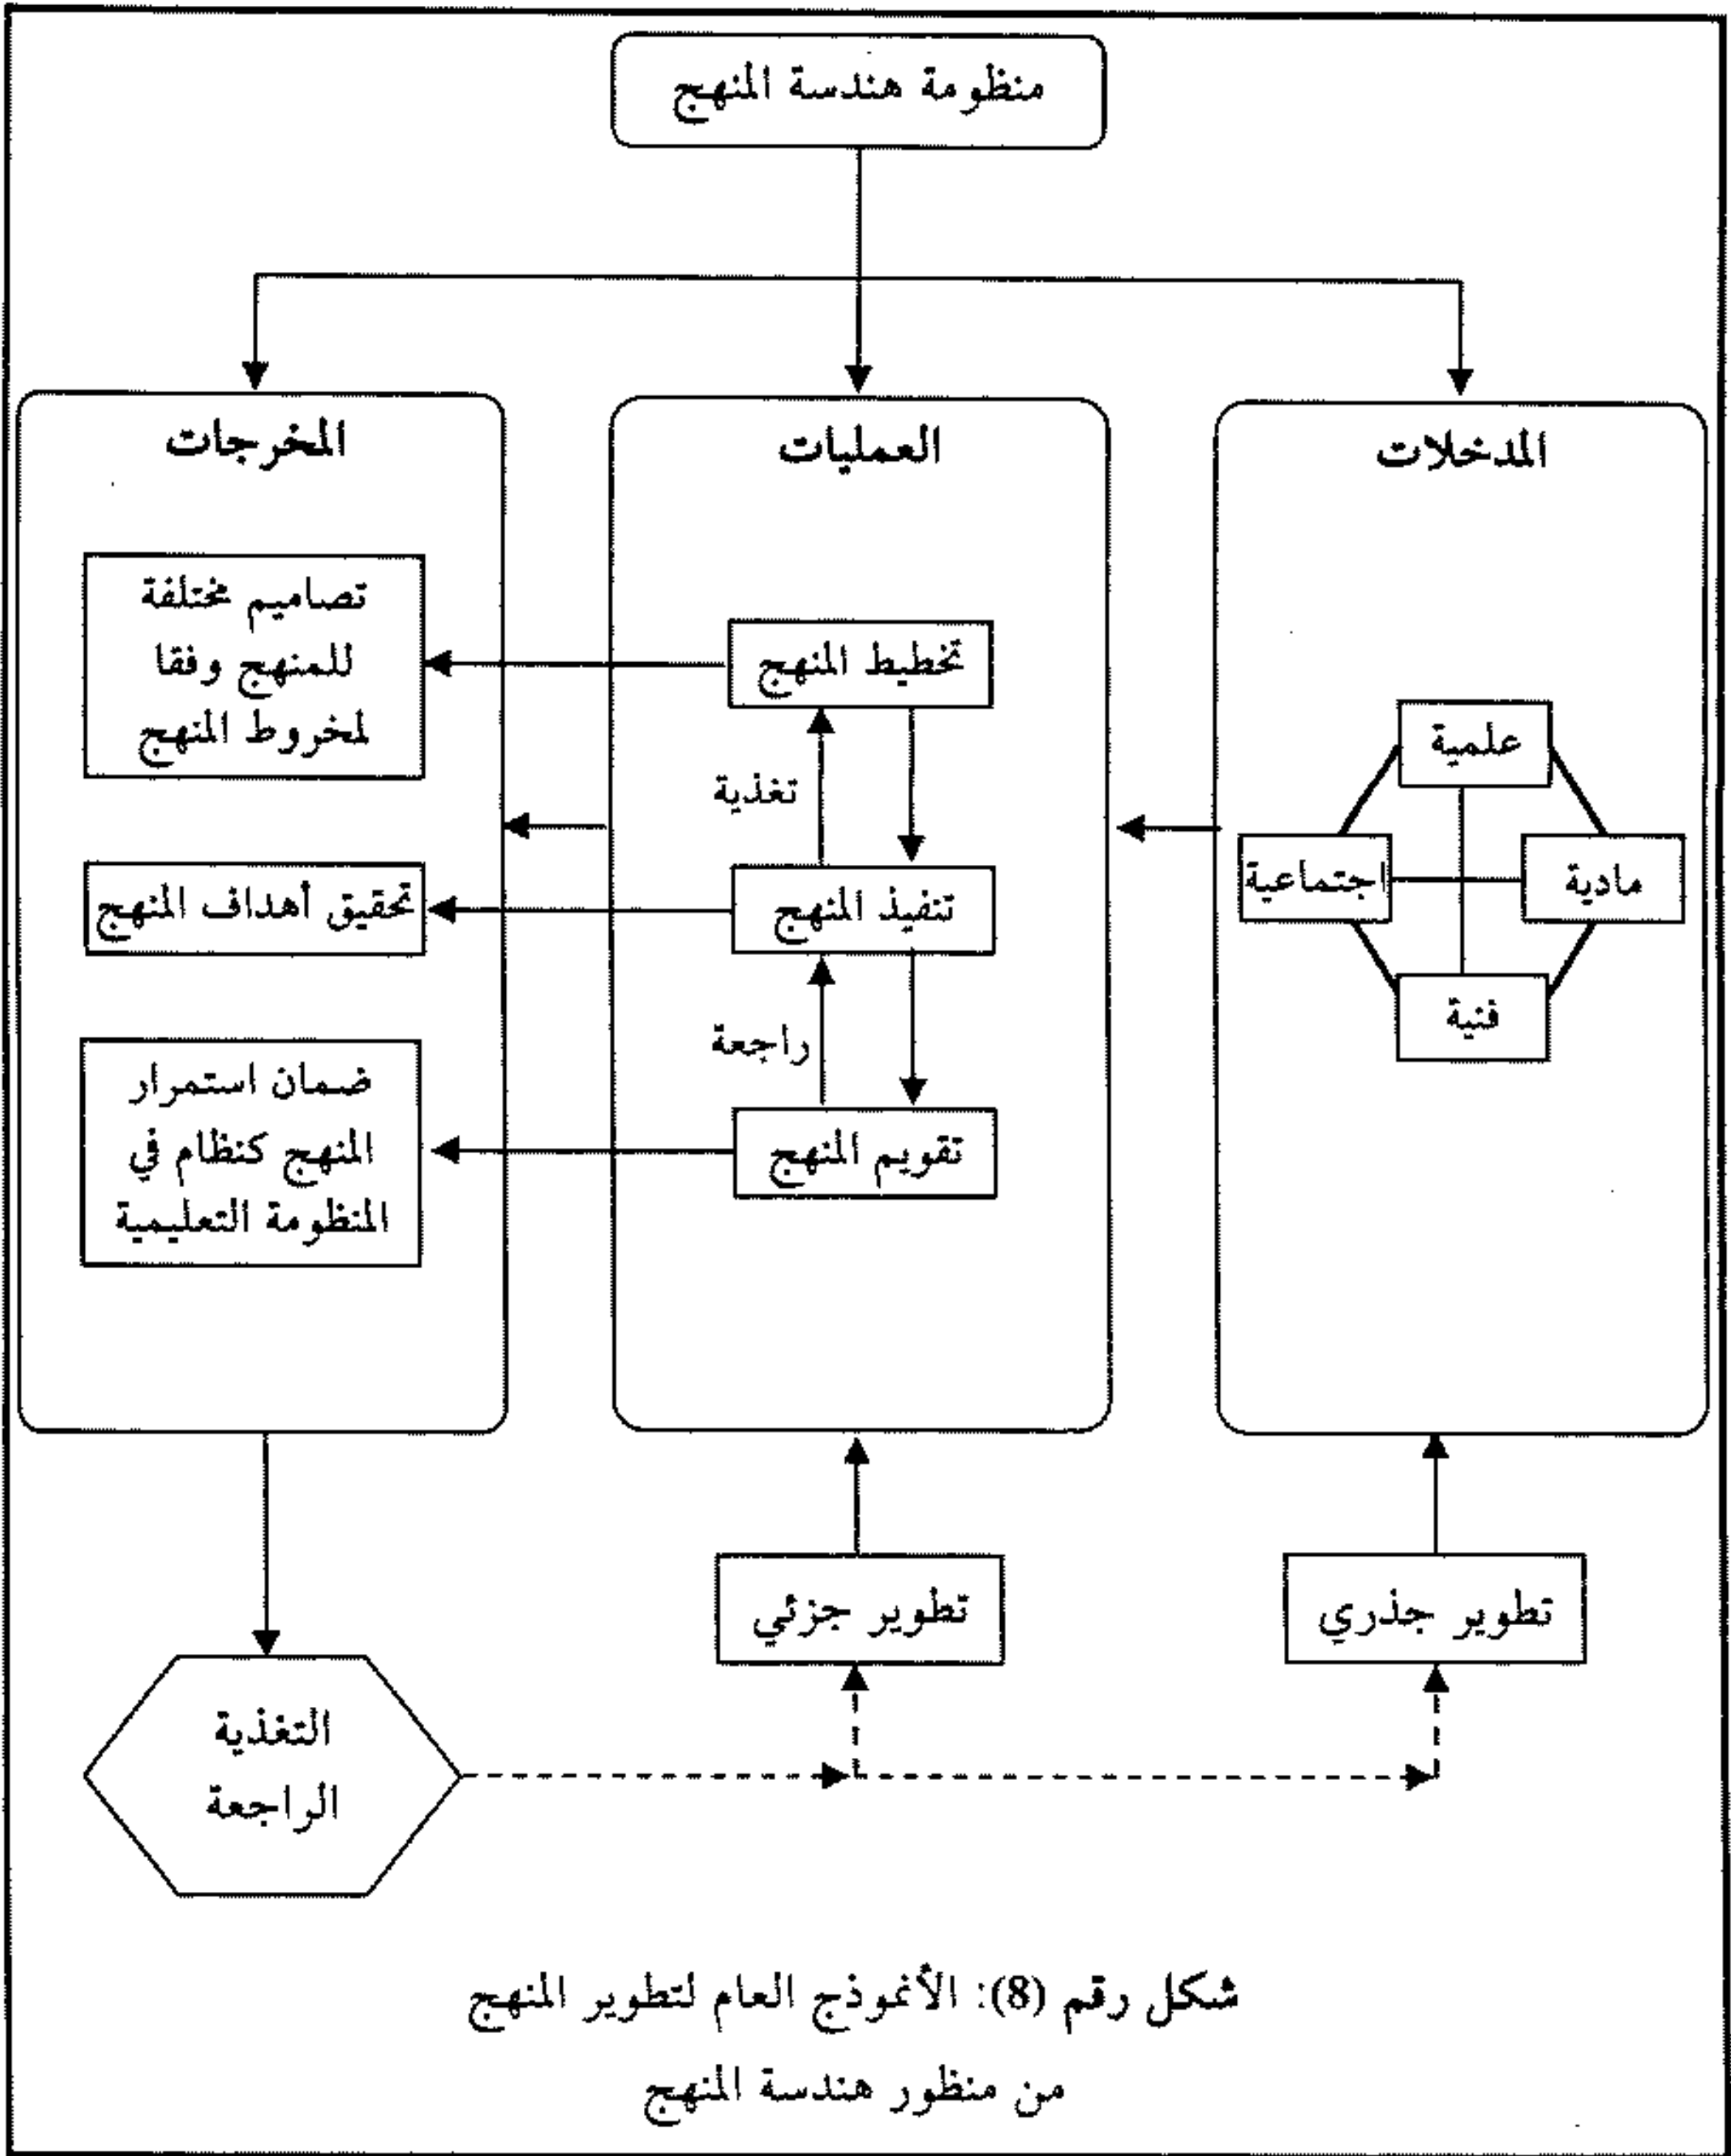 منظومة هندسة المنهج
المدخلات
علمية
مادية
اجتماعية
فنية
العمليات
تخطيط المنهج
تغذية
تنفيذ المنهج
راجعة
تقويم المنهج
المخرجات
تصاميم مختلفة
للمنهج وفقا
لمخروط المنهج
تحقيق أهداف المنهج
ضمان استمرار
المنهج كنظام في
المنظومة التعليمية
تطوير جذري
تطوير جزئي
التغذية
الراجعة
شكل رقم (8): الأنموذج العام لتطوير المنهج
من منظور هندسة المنهج